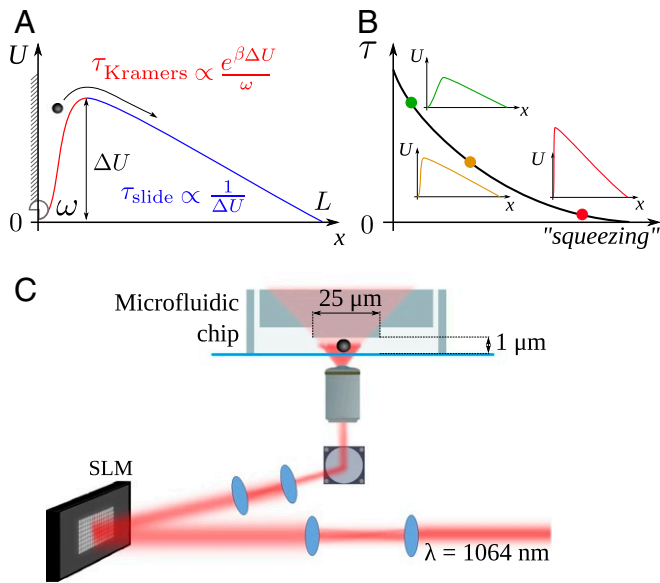 A
U
τ_Kramers ∝ e^{βΔU}/ω
ΔU
τ_slide ∝ 1/ΔU
ω
L
0
x
B
τ
U
x
U
x
U
x
0
"squeezing"
C
Microfluidic
chip
25 μm
1 μm
SLM
λ = 1064 nm